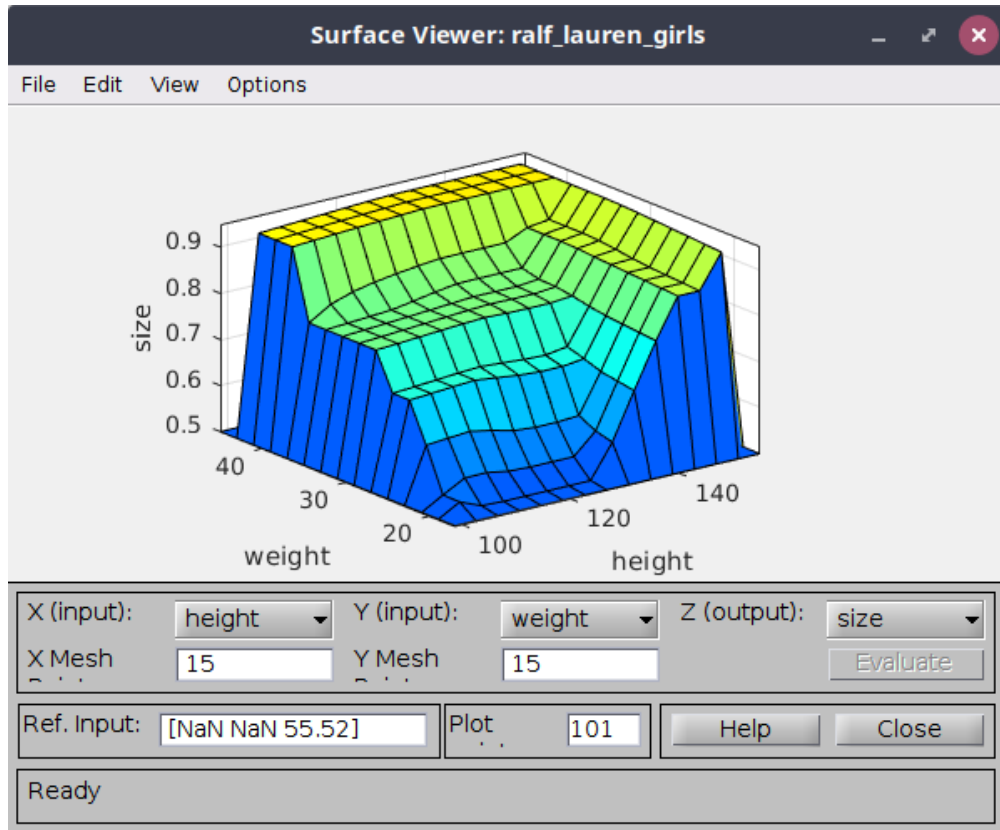 Surface Viewer: ralf_lauren_girls
File Edit View Options
0.9
0.8
0.7
0.6
0.5
size
40
30
20
weight
100
120
140
height
X (input): height Y (input): weight Z (output): size
X Mesh 15 Y Mesh 15 Evaluate
Ref. Input: [NaN NaN 55.52] Plot 101 Help Close
Ready